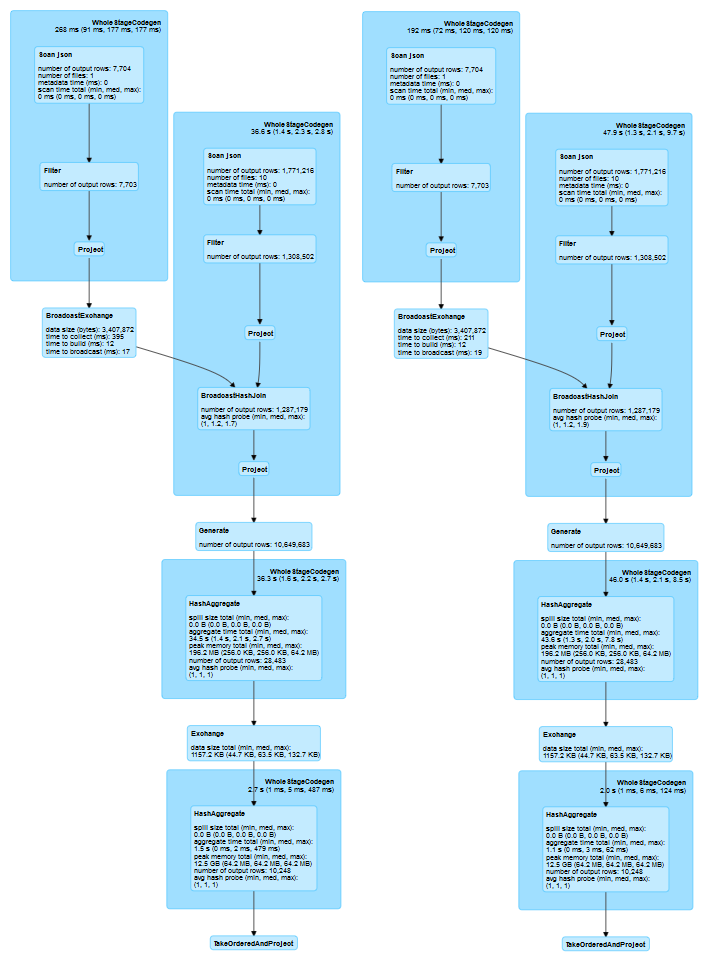 Whole StageCodegen
268 ms (91 ms, 177 ms, 177 ms)
Scan json
number of output rows: 7,704
number of files: 1
metadata time (ms): 0
scan time total (min, med, max):
0 ms (0 ms, 0 ms, 0 ms)
Filter
number of output rows: 7,703
Project
BroadcastExchange
data size (bytes): 3,407,872
time to collect (ms): 395
time to build (ms): 12
time to broadcast (ms): 17
Whole StageCodegen
36.6 s (1.4 s, 2.3 s, 2.8 s)
Scan json
number of output rows: 1,771,216
number of files: 10
metadata time (ms): 0
scan time total (min, med, max):
0 ms (0 ms, 0 ms, 0 ms)
Filter
number of output rows: 1,308,502
Project
BroadcastHashJoin
number of output rows: 1,287,179
avg hash probe (min, med, max):
(1, 1.2, 1.7)
Project
Generate
number of output rows: 10,649,683
Whole StageCodegen
36.3 s (1.6 s, 2.2 s, 2.7 s)
HashAggregate
spill size total (min, med, max):
0.0 B (0.0 B, 0.0 B, 0.0 B)
aggregate time total (min, med, max):
34.5 s (1.4 s, 2.1 s, 2.7 s)
peak memory total (min, med, max):
196.2 MB (256.0 KB, 256.0 KB, 64.2 MB)
number of output rows: 28,483
avg hash probe (min, med, max):
(1, 1, 1)
Exchange
data size total (min, med, max):
1157.2 KB (44.7 KB, 63.5 KB, 132.7 KB)
Whole StageCodegen
2.7 s (1 ms, 5 ms, 487 ms)
HashAggregate
spill size total (min, med, max):
0.0 B (0.0 B, 0.0 B, 0.0 B)
aggregate time total (min, med, max):
1.5 s (0 ms, 2 ms, 479 ms)
peak memory total (min, med, max):
12.5 GB (64.2 MB, 64.2 MB, 64.2 MB)
number of output rows: 10,248
avg hash probe (min, med, max):
(1, 1, 1)
TakeOrderedAndProject
Whole StageCodegen
192 ms (72 ms, 120 ms, 120 ms)
Scan json
number of output rows: 7,704
number of files: 1
metadata time (ms): 0
scan time total (min, med, max):
0 ms (0 ms, 0 ms, 0 ms)
Filter
number of output rows: 7,703
Project
BroadcastExchange
data size (bytes): 3,407,872
time to collect (ms): 211
time to build (ms): 12
time to broadcast (ms): 19
Whole StageCodegen
47.9 s (1.3 s, 2.1 s, 9.7 s)
Scan json
number of output rows: 1,771,216
number of files: 10
metadata time (ms): 0
scan time total (min, med, max):
0 ms (0 ms, 0 ms, 0 ms)
Filter
number of output rows: 1,308,502
Project
BroadcastHashJoin
number of output rows: 1,287,179
avg hash probe (min, med, max):
(1, 1.2, 1.9)
Project
Generate
number of output rows: 10,649,683
Whole StageCodegen
46.0 s (1.4 s, 2.1 s, 8.5 s)
HashAggregate
spill size total (min, med, max):
0.0 B (0.0 B, 0.0 B, 0.0 B)
aggregate time total (min, med, max):
43.6 s (1.3 s, 2.0 s, 7.8 s)
peak memory total (min, med, max):
196.2 MB (256.0 KB, 256.0 KB, 64.2 MB)
number of output rows: 28,483
avg hash probe (min, med, max):
(1, 1, 1)
Exchange
data size total (min, med, max):
1157.2 KB (44.7 KB, 63.5 KB, 132.7 KB)
Whole StageCodegen
2.0 s (1 ms, 6 ms, 124 ms)
HashAggregate
spill size total (min, med, max):
0.0 B (0.0 B, 0.0 B, 0.0 B)
aggregate time total (min, med, max):
1.1 s (0 ms, 3 ms, 62 ms)
peak memory total (min, med, max):
12.5 GB (64.2 MB, 64.2 MB, 64.2 MB)
number of output rows: 10,248
avg hash probe (min, med, max):
(1, 1, 1)
TakeOrderedAndProject